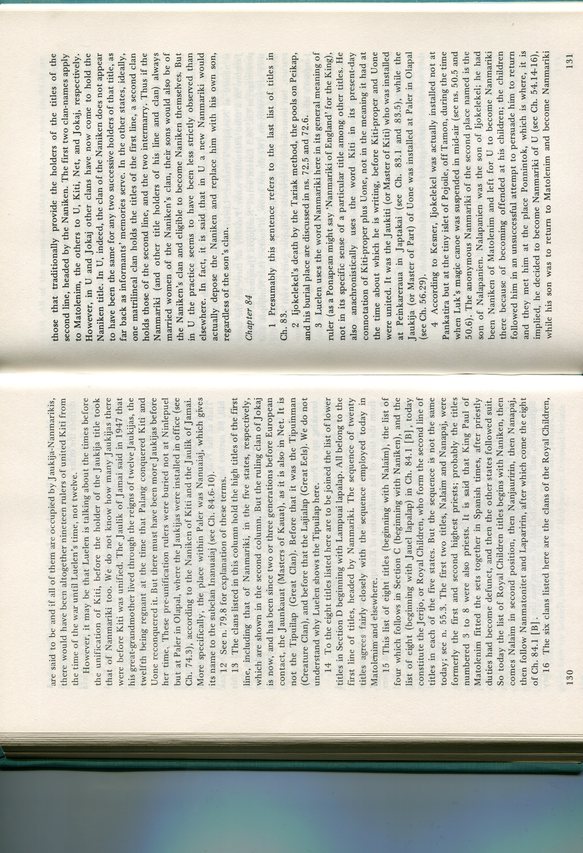 are said to be and if all of them are occupied by Jaukija-Nanmarikis,
there would have been altogether nineteen rulers of united Kiti from
the time of the war until Luelen's time, not twelve.
However, it may be that Luelen is talking about the times before
the unification of Kiti, before the holder of the Jaukija title took
that of Nanmariki too. We do not know how many Jaukijas there
were before Kiti was unified. The Jaulik of Jamai said in 1947 that
his great-grandmother lived through the reigns of twelve Jaukijas, the
twelfth being regnant at the time that Palang conquered Kiti and
Uone reconquered it. But there must have been more Jaukijas before
her time. These pre-unification rulers were buried not at Ninlepuel
but at Paler in Olapal, where the Jaukijas were installed in office (see
Ch. 74.3), according to the Naniken of Kiti and the Jaulik of Jamai.
More specifically, the place within Paler was Nanuaiaj, which gives
its name to the subclan Inanuaiaj (see Ch. 84.6-10).
12 See n. 79.8 for explanation of these terms.
13 The clans listed in this column hold the high titles of the first
line, including that of Nanmariki, in the five states, respectively,
which are shown in the second column. But the ruling clan of Jokaj
is now, and has been since two or three generations before European
contact, the Jaunkauat (Masters of Kauat), as it is also in Net. It is
not the Tipuilap (Great Clan). Before that it was the Tipuinman
(Creature Clan), and before that the Lajialap (Great Eels). We do not
understand why Luelen shows the Tipuilap here.
14 To the eight titles listed here are to be joined the list of lower
titles in Section D beginning with Lampuai lapalap. All belong to the
first line of titles, headed by Nanmariki. The sequence of twenty
titles agrees fairly closely with the sequence employed today in
Matolenim and elsewhere.
15 This list of eight titles (beginning with Nalaim), the list of
four which follows in Section C (beginning with Naniken), and the
list of eight (beginning with Jauel lapalap) in Ch. 84.1 [B], today
constitute the Jerijo, or Royal Children, who form the second line of
titles in each of the five states. But the sequence is not the same
today; see n. 55.3. The first two titles, Nalaim and Nanapaj, were
formerly the first and second highest priests; probably the titles
numbered 3 to 8 were also priests. It is said that King Paul of
Matolenim fitted the sets together in Spanish times, after priestly
duties had become defunct, and then the other states followed suit.
So today the list of Royal Children titles begins with Naniken, then
comes Nalaim in second position, then Nanjauririn, then Nanapaj,
then follow Nanmatonitet and Laparirin, after which come the eight
of Ch. 84.1 [B].
16 The six clans listed here are the clans of the Royal Children,
130
those that traditionally provide the holders of the titles of the
second line, headed by the Naniken. The first two clan-names apply
to Matolenim, the others to U, Kiti, Net, and Jokaj, respectively.
However, in U and Jokaj other clans have now come to hold the
Naniken title. In U, indeed, the clan of the Naniken does not appear
to have been the same for any two successive holders of that title, as
far back as informants' memories serve. In the other states, ideally,
one matrilineal clan holds the titles of the first line, a second clan
holds those of the second line, and the two intermarry. Thus if the
Nanmariki (and other title holders of his line and clan) always
married women of the Naniken's clan, their sons would also be of
the Naniken's clan and eligible to become Naniken themselves. But
in U the practice seems to have been less strictly observed than
elsewhere. In fact, it is said that in U a new Nanmariki would
actually depose the Naniken and replace him with his own son,
regardless of the son's clan.
Chapter 84
1 Presumably this sentence refers to the last list of titles in
Ch. 83.
2 Ijokelekel's death by the Tariak method, the pools on Peikap,
and his burial place are discussed in ns. 72.5 and 72.6.
3 Luelen uses the word Nanmariki here in its general meaning of
ruler (as a Ponapean might say 'Nanmariki of England' for the King),
not in its specific sense of a particular title among other titles. He
also anachronistically uses the word Kiti in its present-day
connotation of Kiti-proper plus Uone, not in the meaning it had at
the time about which he is writing, before Kiti-proper and Uone
were united. It was the Jaukiti (or Master of Kiti) who was installed
at Peinkareraua in Japtakai (see Ch. 83.1 and 83.5), while the
Jaukija (or Master of Part) of Uone was installed at Paler in Olapal
(see Ch. 56.29).
4 According to Kesner, Ijokelekel was actually installed not at
Pankatira but at the tiny islet of Pojoile, off Tamon, during the time
when Luk's magic canoe was suspended in mid-air (see ns. 50.5 and
50.6). The anonymous Nanmariki of the second place named is the
son of Nalapanien. Nalapanien was the son of Ijokelekel; he had
been Naniken of Matolenim and left for U to become Nanmariki
there because of becoming offended at his children; the children
followed him in an unsuccessful attempt to persuade him to return
and they met him at the place Ponnintok, which is where, it is
implied, he decided to become Nanmariki of U (see Ch. 54.14-16),
while his son was to return to Matolenim and become Nanmariki
131